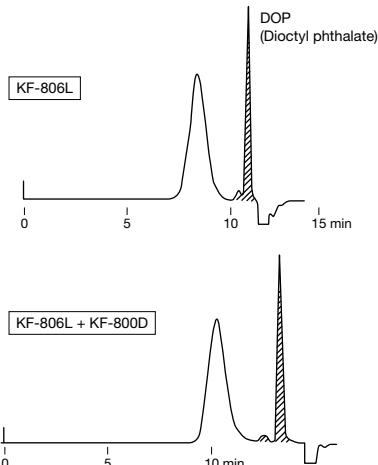 DOP
(Dioctyl phthalate)
KF-806L
0 5 10 15 min
KF-806L + KF-800D
0 5 10 min